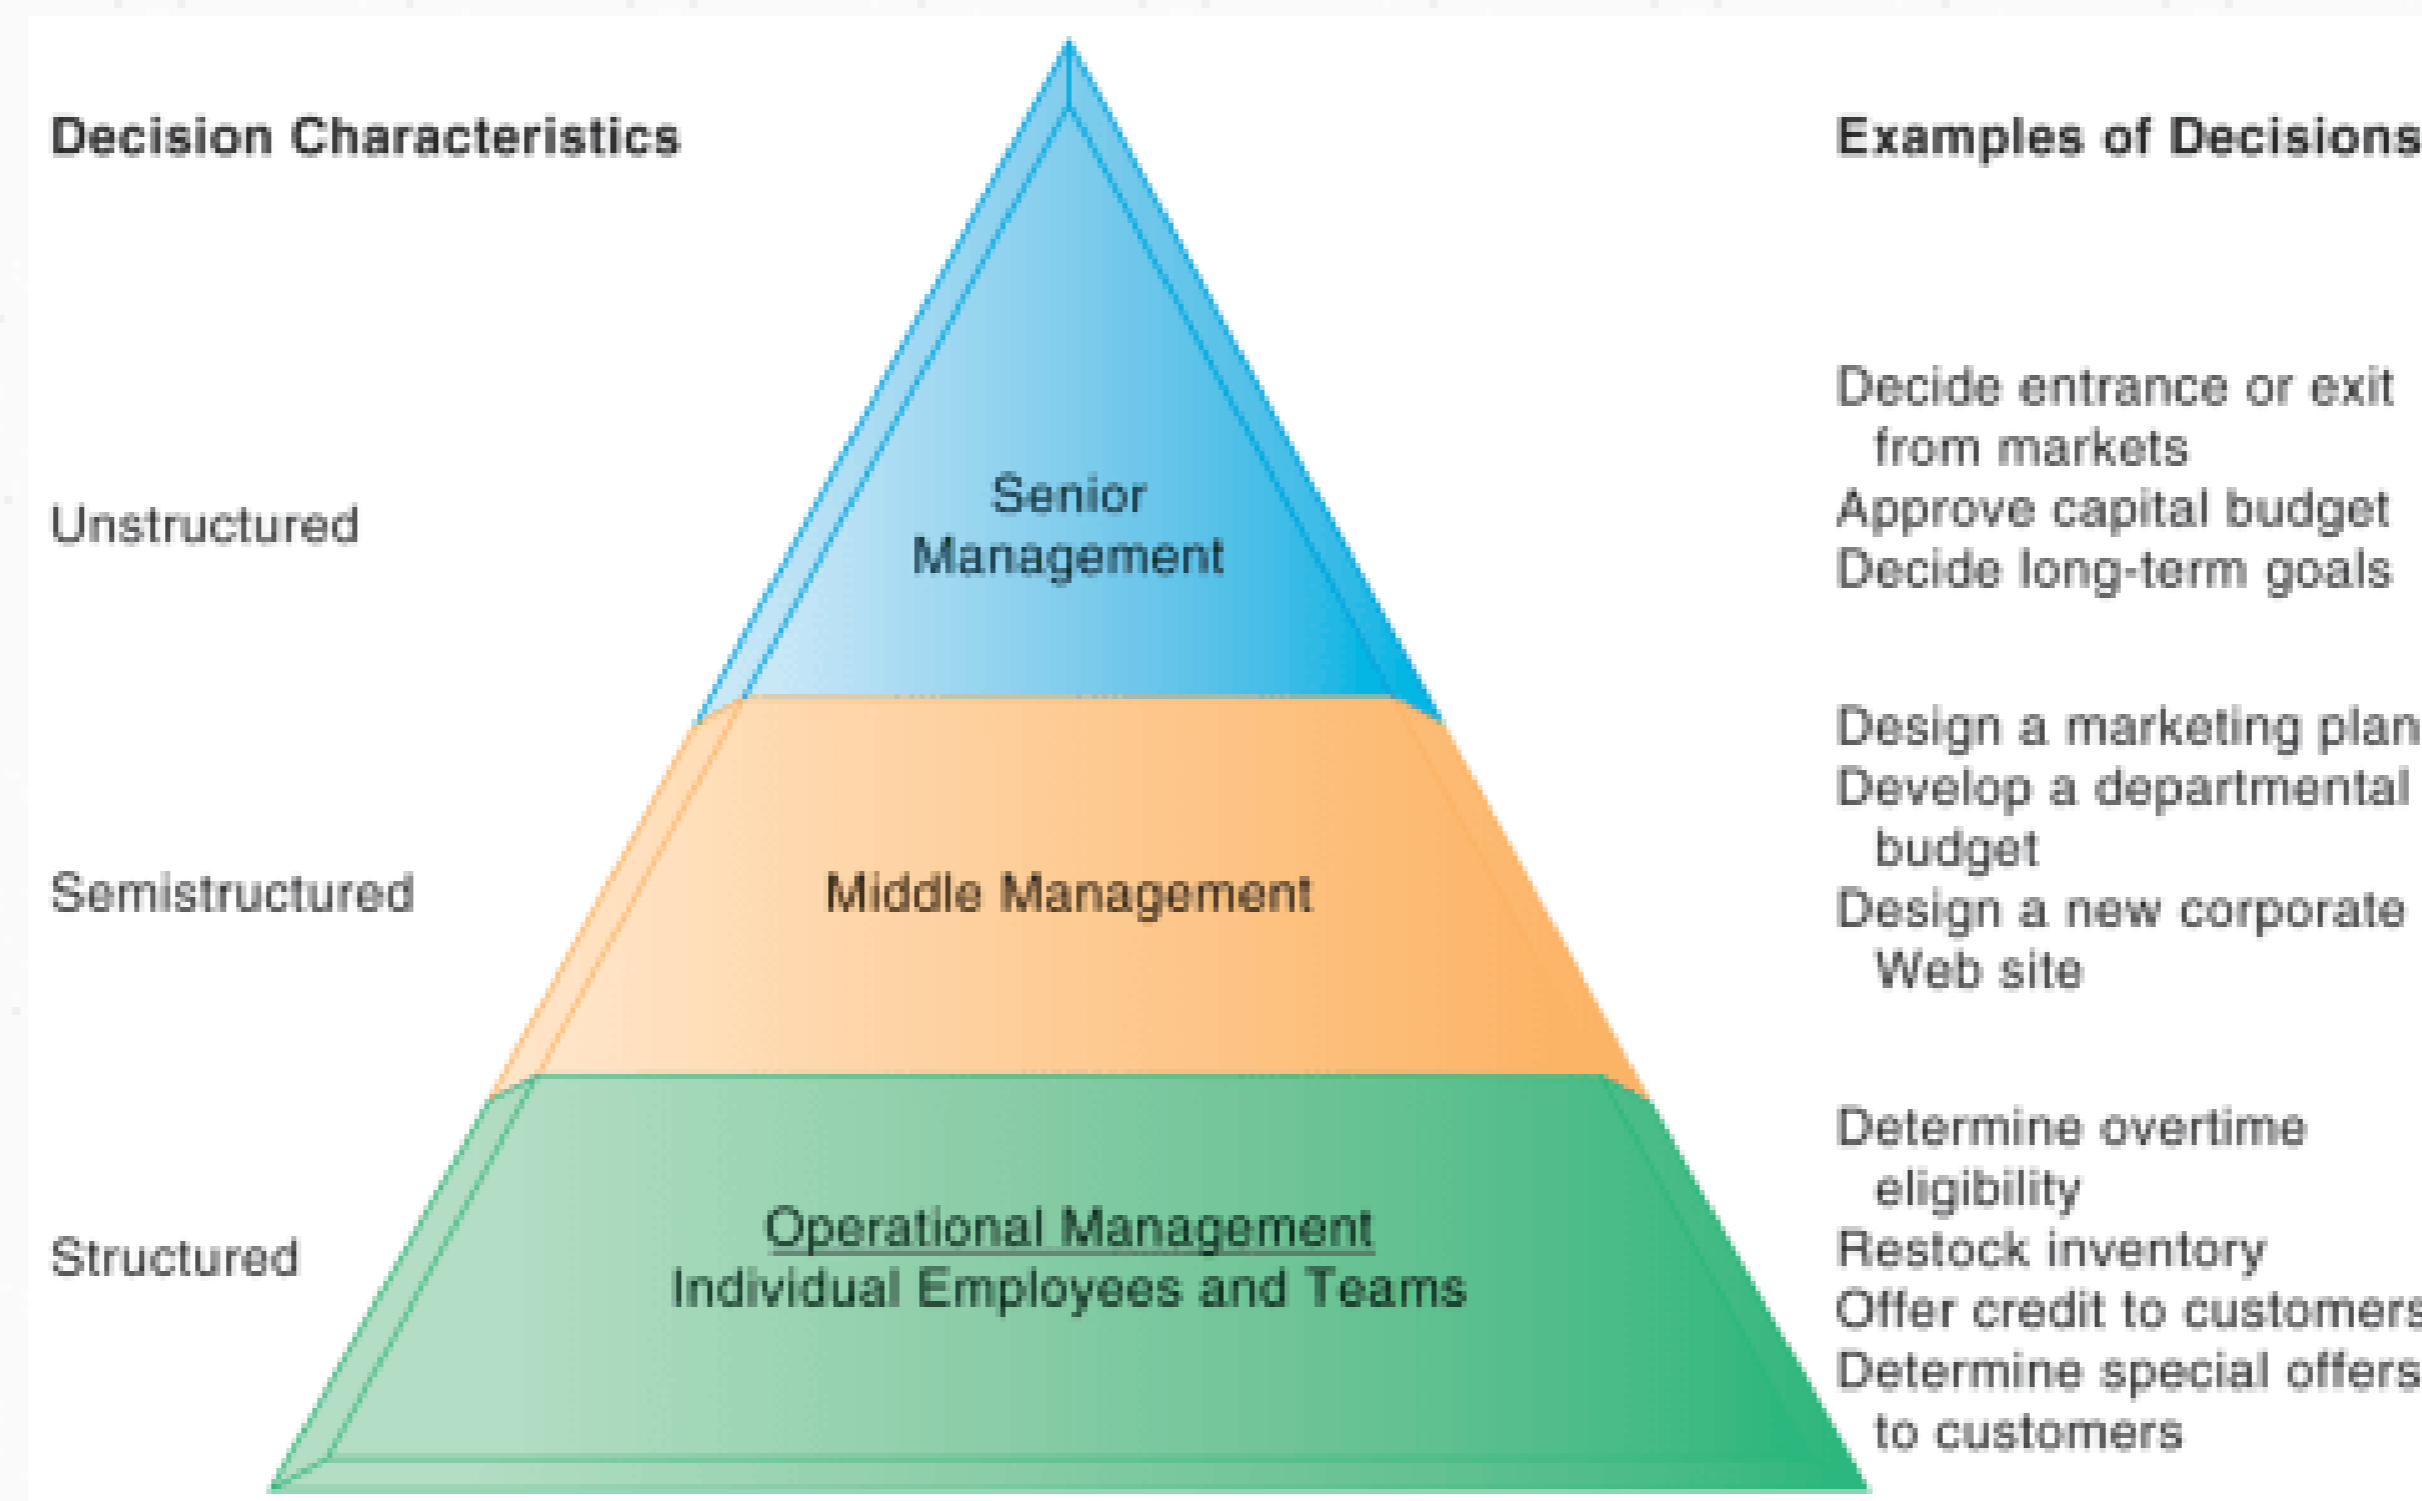 Decision Characteristics
Examples of Decisions
Unstructured
Senior
Management
Decide entrance or exit
from markets
Approve capital budget
Decide long-term goals
Semistructured
Middle Management
Design a marketing plan
Develop a departmental
budget
Design a new corporate
Web site
Structured
Operational Management
Individual Employees and Teams
Determine overtime
eligibility
Restock inventory
Offer credit to customers
Determine special offers
to customers